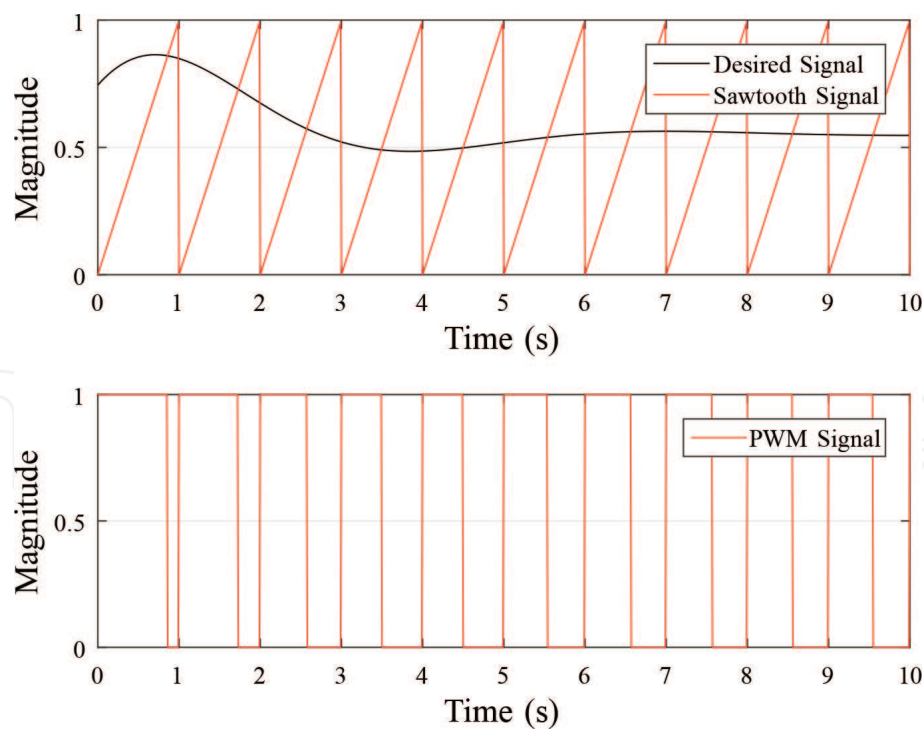 1
Desired Signal
Sawtooth Signal
Magnitude
0.5
0
0 1 2 3 4 5 6 7 8 9 10
Time (s)
1
PWM Signal
Magnitude
0.5
0
0 1 2 3 4 5 6 7 8 9 10
Time (s)